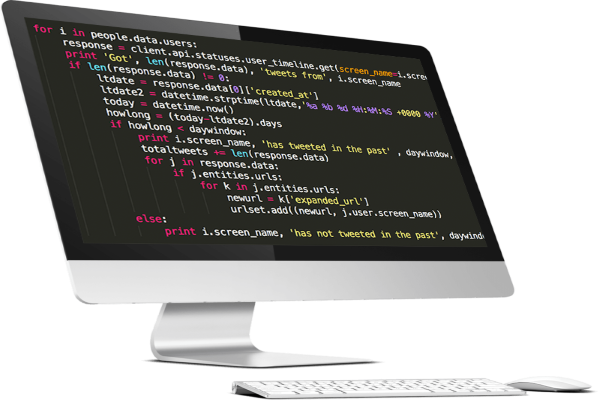 for i in people.data.users:
response = client.api.statuses.user_timeline.get(screen_name=i.scree
print 'Got', len(response.data), 'tweets from', i.screen_name
if len(response.data) != 0:
ltdate = response.data[0]['created_at']
ltdate2 = datetime.strptime(ltdate,'%a %b %d %H:%M:%S +0000 %Y'
today = datetime.now()
howlong = (today-ltdate2).days
if howlong < daywindow:
print i.screen_name, 'has tweeted in the past' , daywindow,
totaltweets += len(response.data)
for j in response.data:
if j.entities.urls:
for k in j.entities.urls:
newurl = k['expanded_url']
urlset.add((newurl, j.user.screen_name))
else:
print i.screen_name, 'has not tweeted in the past', daywindo